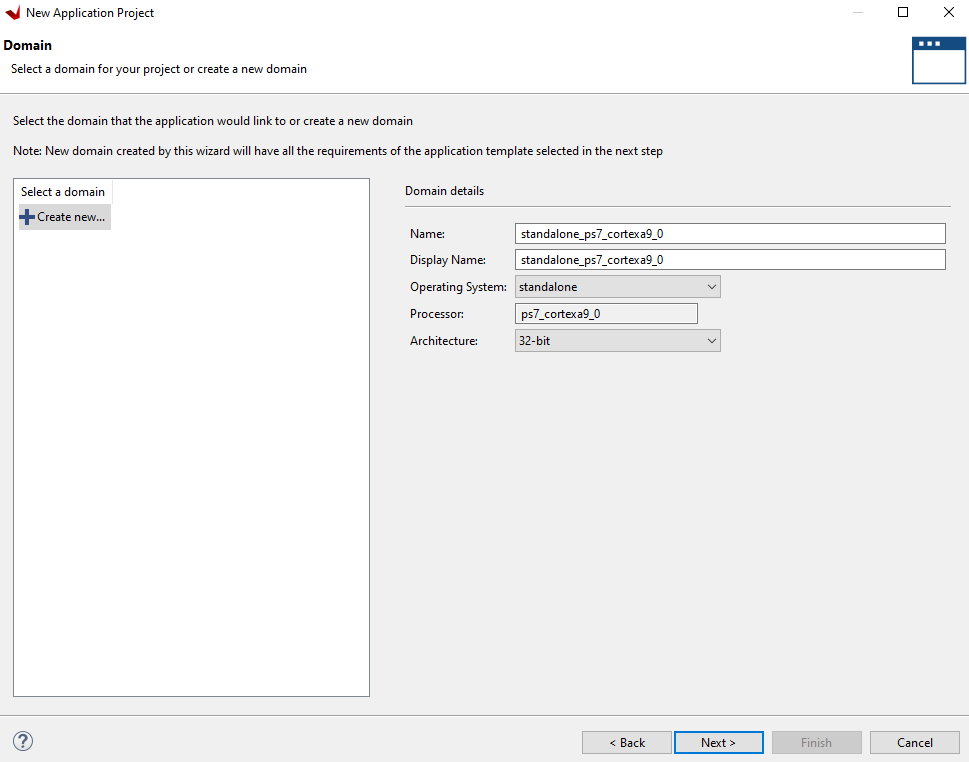 New Application Project
Domain
Select a domain for your project or create a new domain
Select the domain that the application would link to or create a new domain
Note: New domain created by this wizard will have all the requirements of the application template selected in the next step
Select a domain
Create new...
Domain details
Name: standalone_ps7_cortexa9_0
Display Name: standalone_ps7_cortexa9_0
Operating System: standalone
Processor: ps7_cortexa9_0
Architecture: 32-bit
?
< Back Next > Finish Cancel